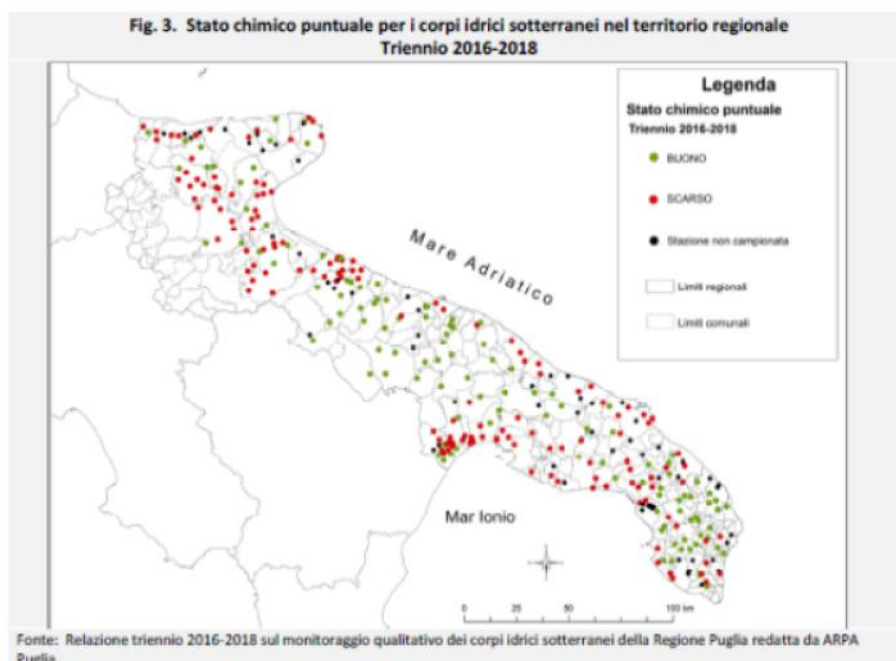 Fig. 3. Stato chimico puntuale per i corpi idrici sotterranei nel territorio regionale
Triennio 2016-2018
Legenda
Stato chimico puntuale
Triennio 2016-2018
BUONO
SCARSO
Stazione non campionata
Limiti regionali
Limiti comunali
Mare Adriatico
Mar Ionio
0 25 50 100 km
Fonte: Relazione triennio 2016-2018 sul monitoraggio qualitativo dei corpi idrici sotterranei della Regione Puglia redatta da ARPA
Puglia.